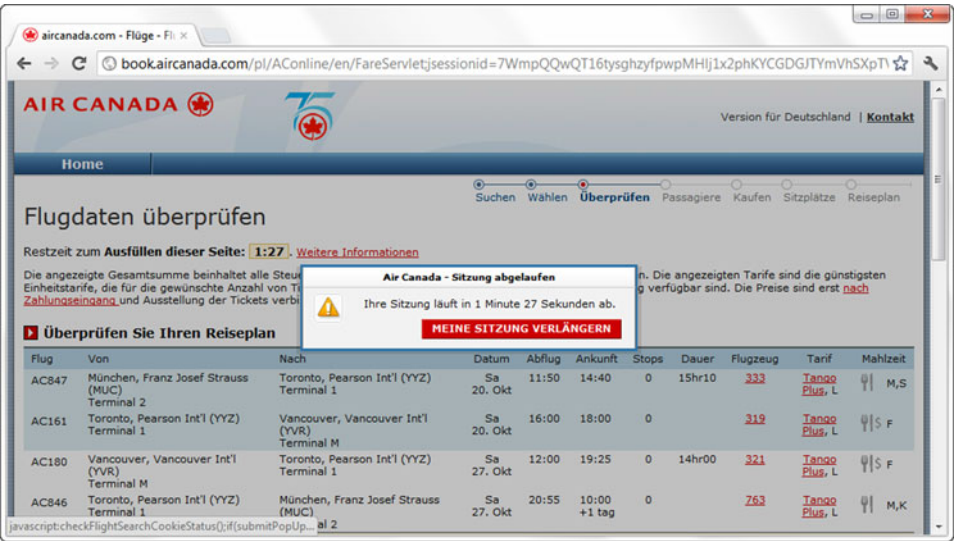 aircanada.com - Flüge - Fl
book.aircanada.com/pl/AConline/en/FareServlet;jsessionid=7WmpQQwQT16tysghzyfpwpMHIj1x2phKYCGDGJTYmVhSXpT
AIR CANADA
75
Version für Deutschland | Kontakt
Home
Suchen Wählen Überprüfen Passagiere Kaufen Sitzplätze Reiseplan
Flugdaten überprüfen
Restzeit zum Ausfüllen dieser Seite: 1:27 . Weitere Informationen
Die angezeigte Gesamtsumme beinhaltet alle Steu n. Die angezeigten Tarife sind die günstigsten
Einheitstarife, die für die gewünschte Anzahl von Ti g verfügbar sind. Die Preise sind erst nach
Zahlungseingang und Ausstellung der Tickets verbi
Air Canada - Sitzung abgelaufen
Ihre Sitzung läuft in 1 Minute 27 Sekunden ab.
MEINE SITZUNG VERLÄNGERN
Überprüfen Sie Ihren Reiseplan
Flug Von Nach Datum Abflug Ankunft Stops Dauer Flugzeug Tarif Mahlzeit
AC847 München, Franz Josef Strauss Toronto, Pearson Int'l (YYZ) Sa 11:50 14:40 0 15hr10 333 Tango M,S
(MUC) Terminal 1 20. Okt Plus, L
Terminal 2
AC161 Toronto, Pearson Int'l (YYZ) Vancouver, Vancouver Int'l Sa 16:00 18:00 0 319 Tango $ F
Terminal 1 (YVR) 20. Okt Plus, L
Terminal M
AC180 Vancouver, Vancouver Int'l Toronto, Pearson Int'l (YYZ) Sa 12:00 19:25 0 14hr00 321 Tango $ F
(YVR) Terminal 1 27. Okt Plus, L
Terminal M
AC846 Toronto, Pearson Int'l (YYZ) München, Franz Josef Strauss Sa 20:55 10:00 0 763 Tango M,K
Terminal 1 (MUC) 27. Okt +1 tag Plus, L
javascript:checkFlightSearchCookieStatus();if(submitPopUp... al 2